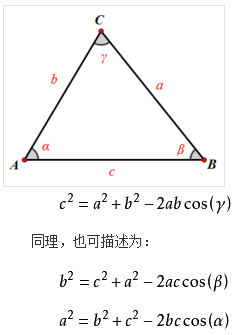 C
γ
b
a
α
β
A
B
c
c² = a² + b² − 2ab cos(γ)
同理，也可描述为：
b² = c² + a² − 2ac cos(β)
a² = b² + c² − 2bc cos(α)